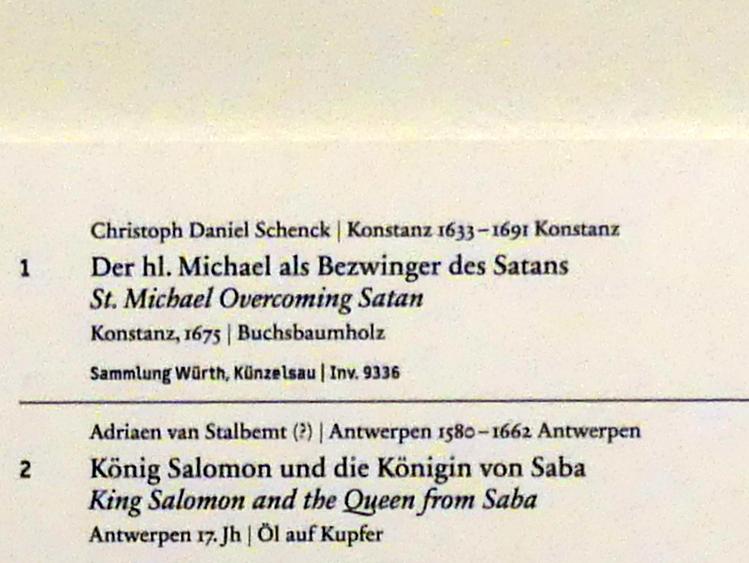 Christoph Daniel Schenck | Konstanz 1633–1691 Konstanz
1 Der hl. Michael als Bezwinger des Satans
St. Michael Overcoming Satan
Konstanz, 1675 | Buchsbaumholz
Sammlung Würth, Künzelsau | Inv. 9336
Adriaen van Stalbemt (?) | Antwerpen 1580–1662 Antwerpen
2 König Salomon und die Königin von Saba
King Salomon and the Queen from Saba
Antwerpen 17. Jh | Öl auf Kupfer